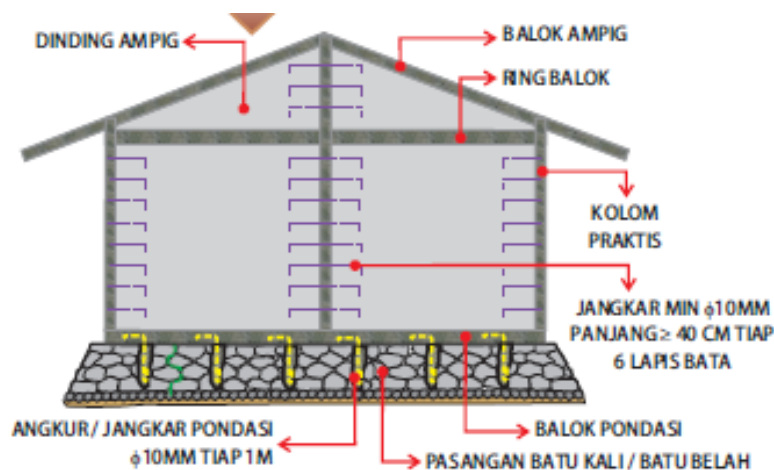 DINDING AMPIG
BALOK AMPIG
RING BALOK
KOLOM
PRAKTIS
JANGKAR MIN ϕ10MM
PANJANG ≥ 40 CM TIAP
6 LAPIS BATA
ANGKUR / JANGKAR PONDASI
ϕ10MM TIAP 1M
BALOK PONDASI
PASANGAN BATU KALI / BATU BELAH